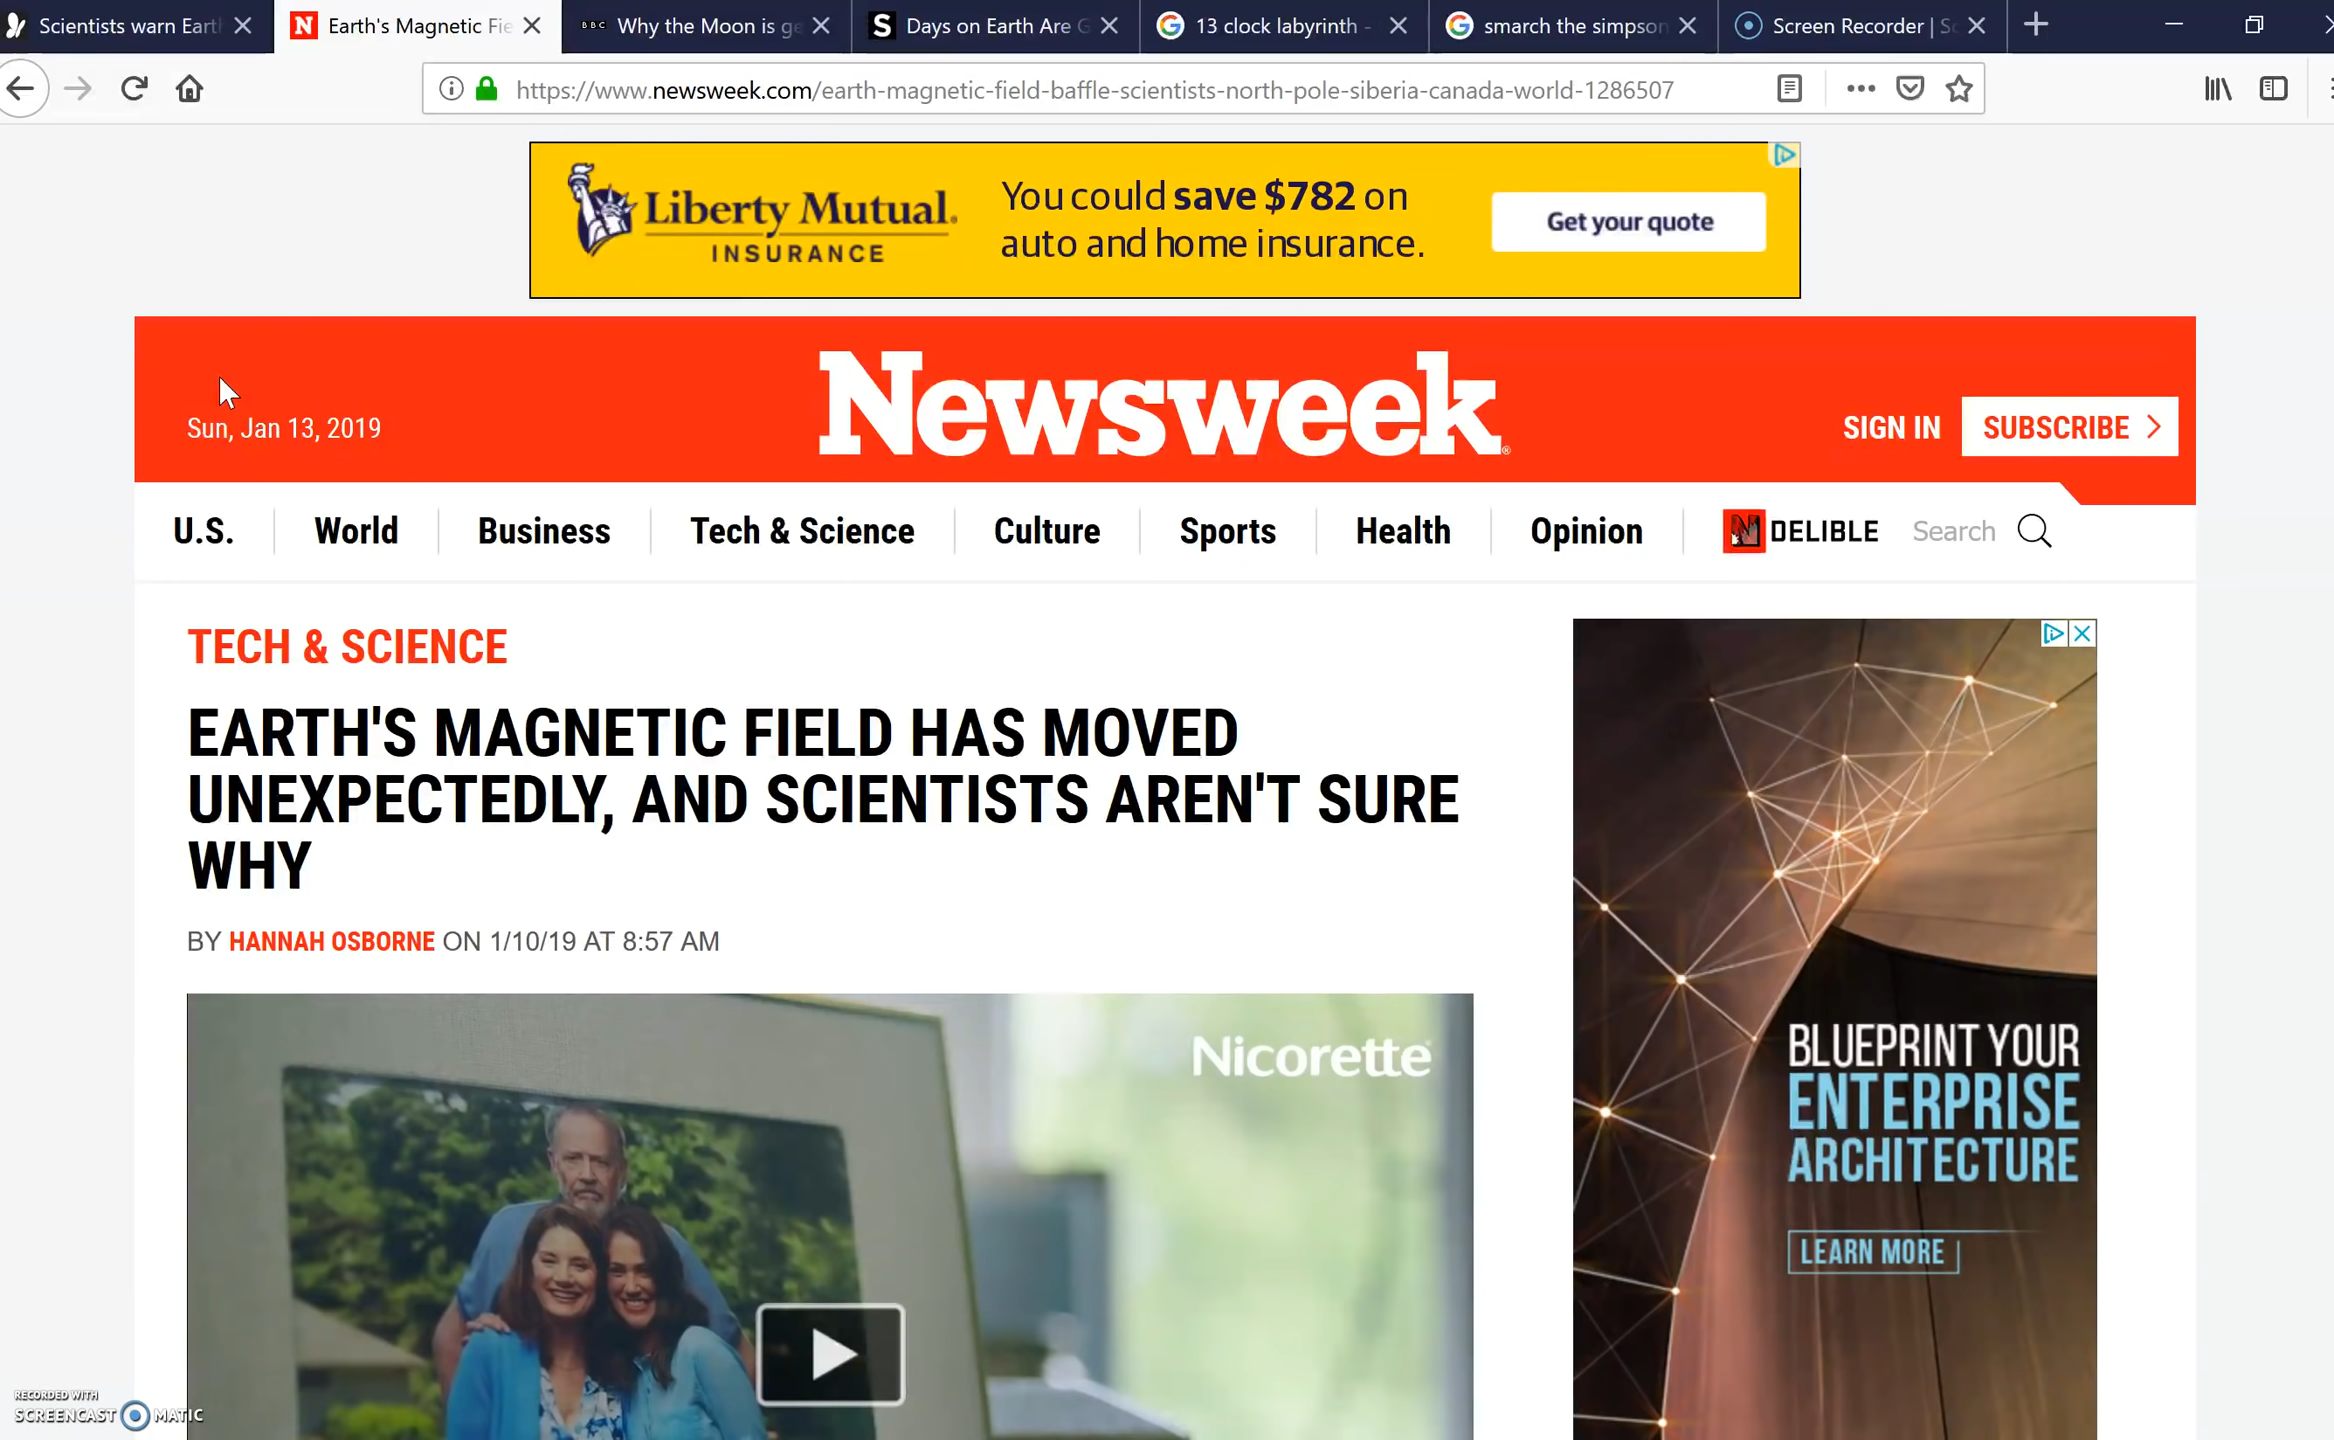 Scientists warn Eart
Earth's Magnetic Fie
BBC Why the Moon is ge
Days on Earth Are G
13 clock labyrinth -
smarch the simpson
Screen Recorder | Sc
https://www.newsweek.com/earth-magnetic-field-baffle-scientists-north-pole-siberia-canada-world-1286507
Liberty Mutual.
INSURANCE
You could save $782 on
auto and home insurance.
Get your quote
Newsweek
Sun, Jan 13, 2019
SIGN IN
SUBSCRIBE
U.S.
World
Business
Tech & Science
Culture
Sports
Health
Opinion
N DELIBLE
Search
TECH & SCIENCE
EARTH'S MAGNETIC FIELD HAS MOVED
UNEXPECTEDLY, AND SCIENTISTS AREN'T SURE
WHY
BY HANNAH OSBORNE ON 1/10/19 AT 8:57 AM
Nicorette
BLUEPRINT YOUR
ENTERPRISE
ARCHITECTURE
LEARN MORE
RECORDED WITH
SCREENCAST MATIC